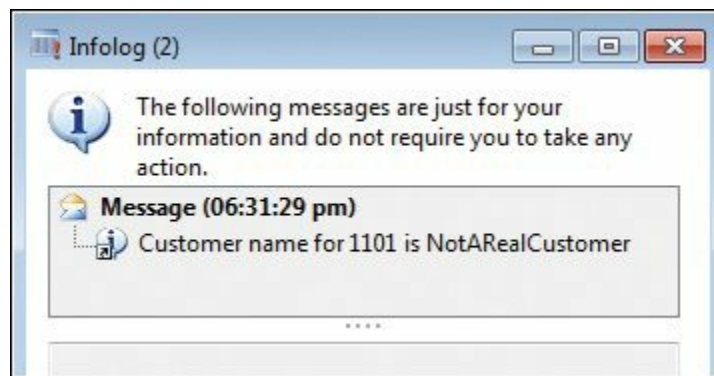 Infolog (2)
The following messages are just for your
information and do not require you to take any
action.
Message (06:31:29 pm)
Customer name for 1101 is NotARealCustomer